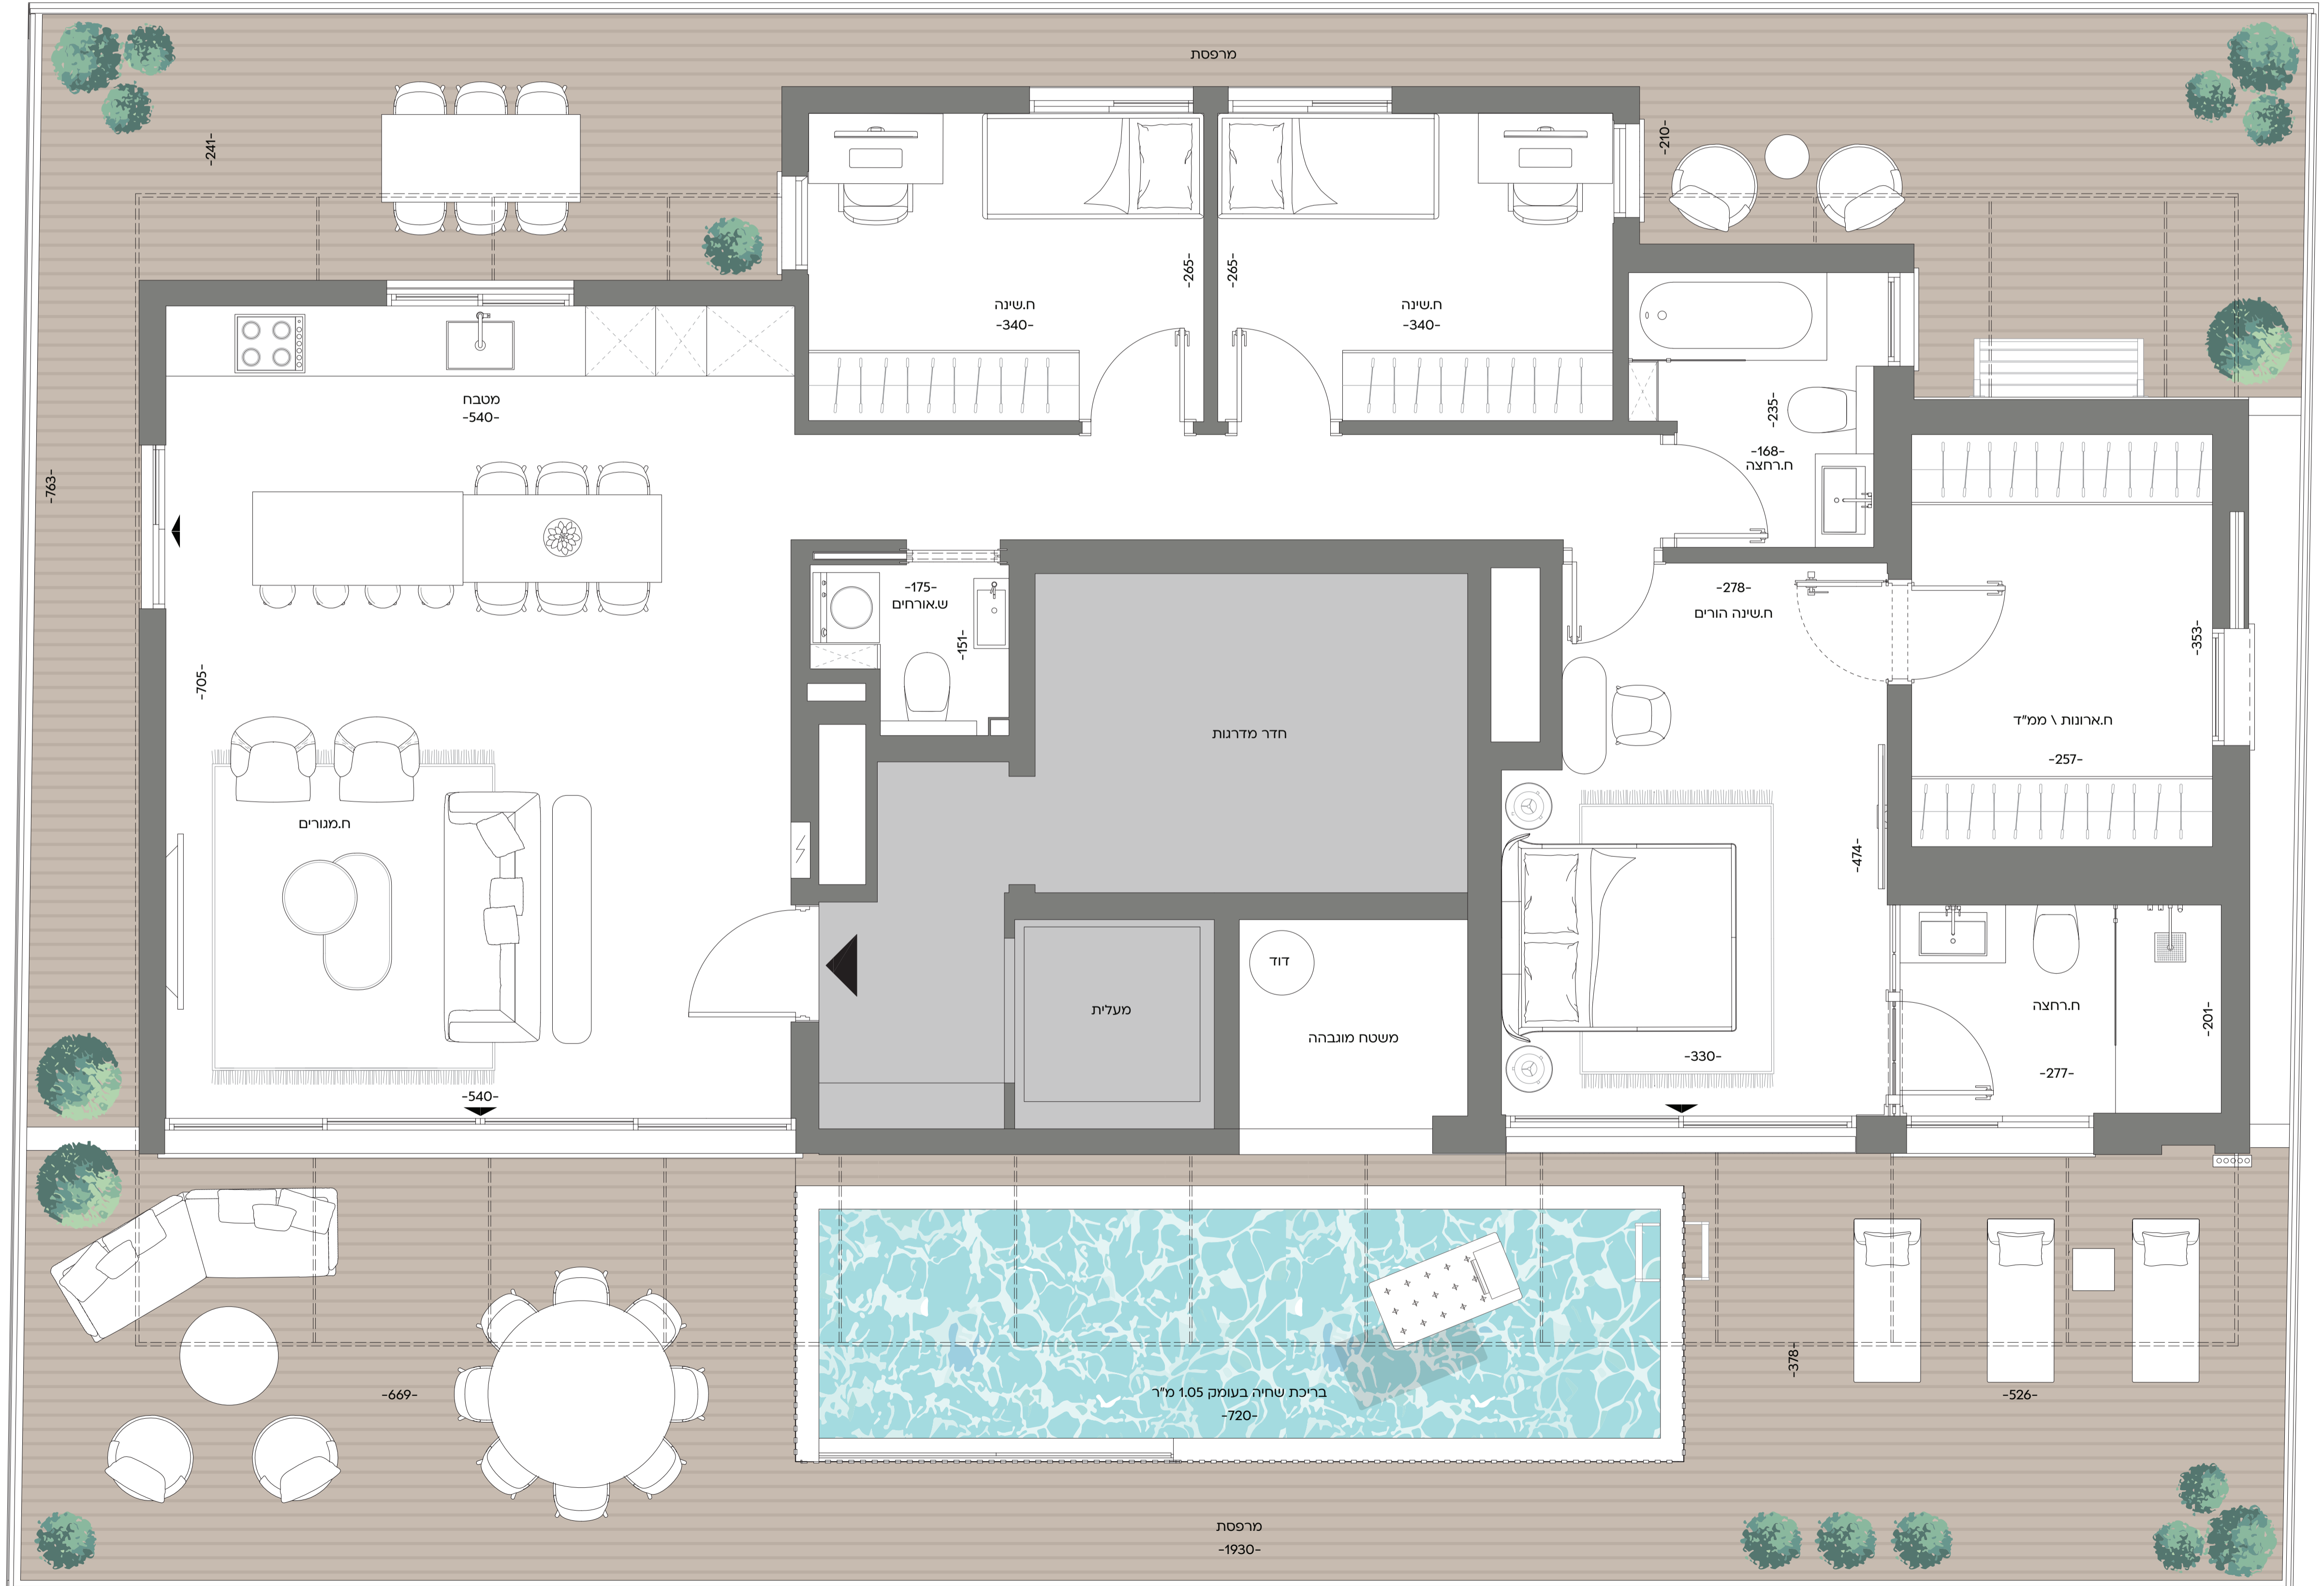 מרפסת
-241-
-210-
-763-
-265-
-265-
ח.שינה
-340-
ח.שינה
-340-
מטבח
-540-
-235-
-168-
ח.רחצה
-705-
-175-
ש.אורחים
-151-
-278-
ח.שינה הורים
-353-
ח.ארונות \ ממ"ד
-257-
חדר מדרגות
ח.מגורים
-474-
דוד
מעלית
משטח מוגבהה
-330-
ח.רחצה
-201-
-277-
-540-
-378-
-669-
בריכת שחיה בעומק 1.05 מ"ר
-720-
-526-
מרפסת
-1930-